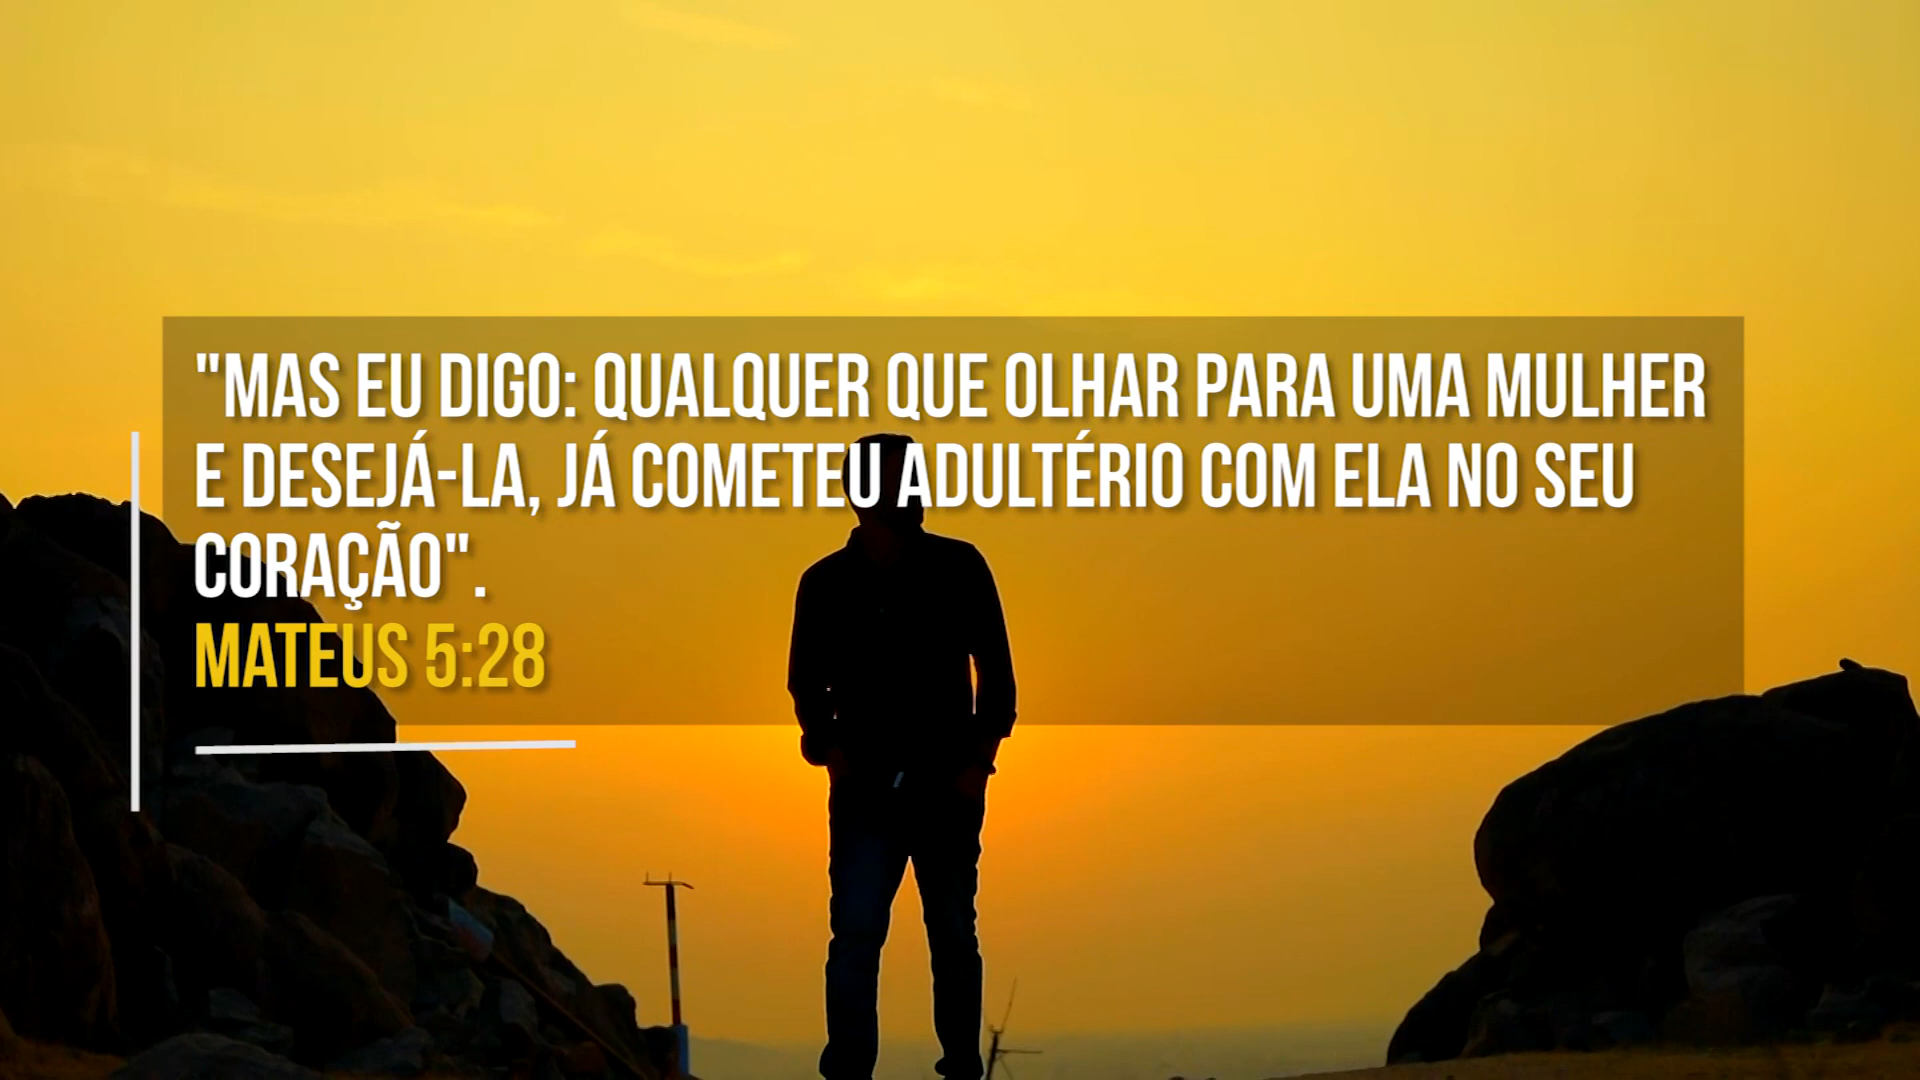 "MAS EU DIGO: QUALQUER QUE OLHAR PARA UMA MULHER
E DESEJÁ-LA, JÁ COMETEU ADULTÉRIO COM ELA NO SEU
CORAÇÃO".
MATEUS 5:28